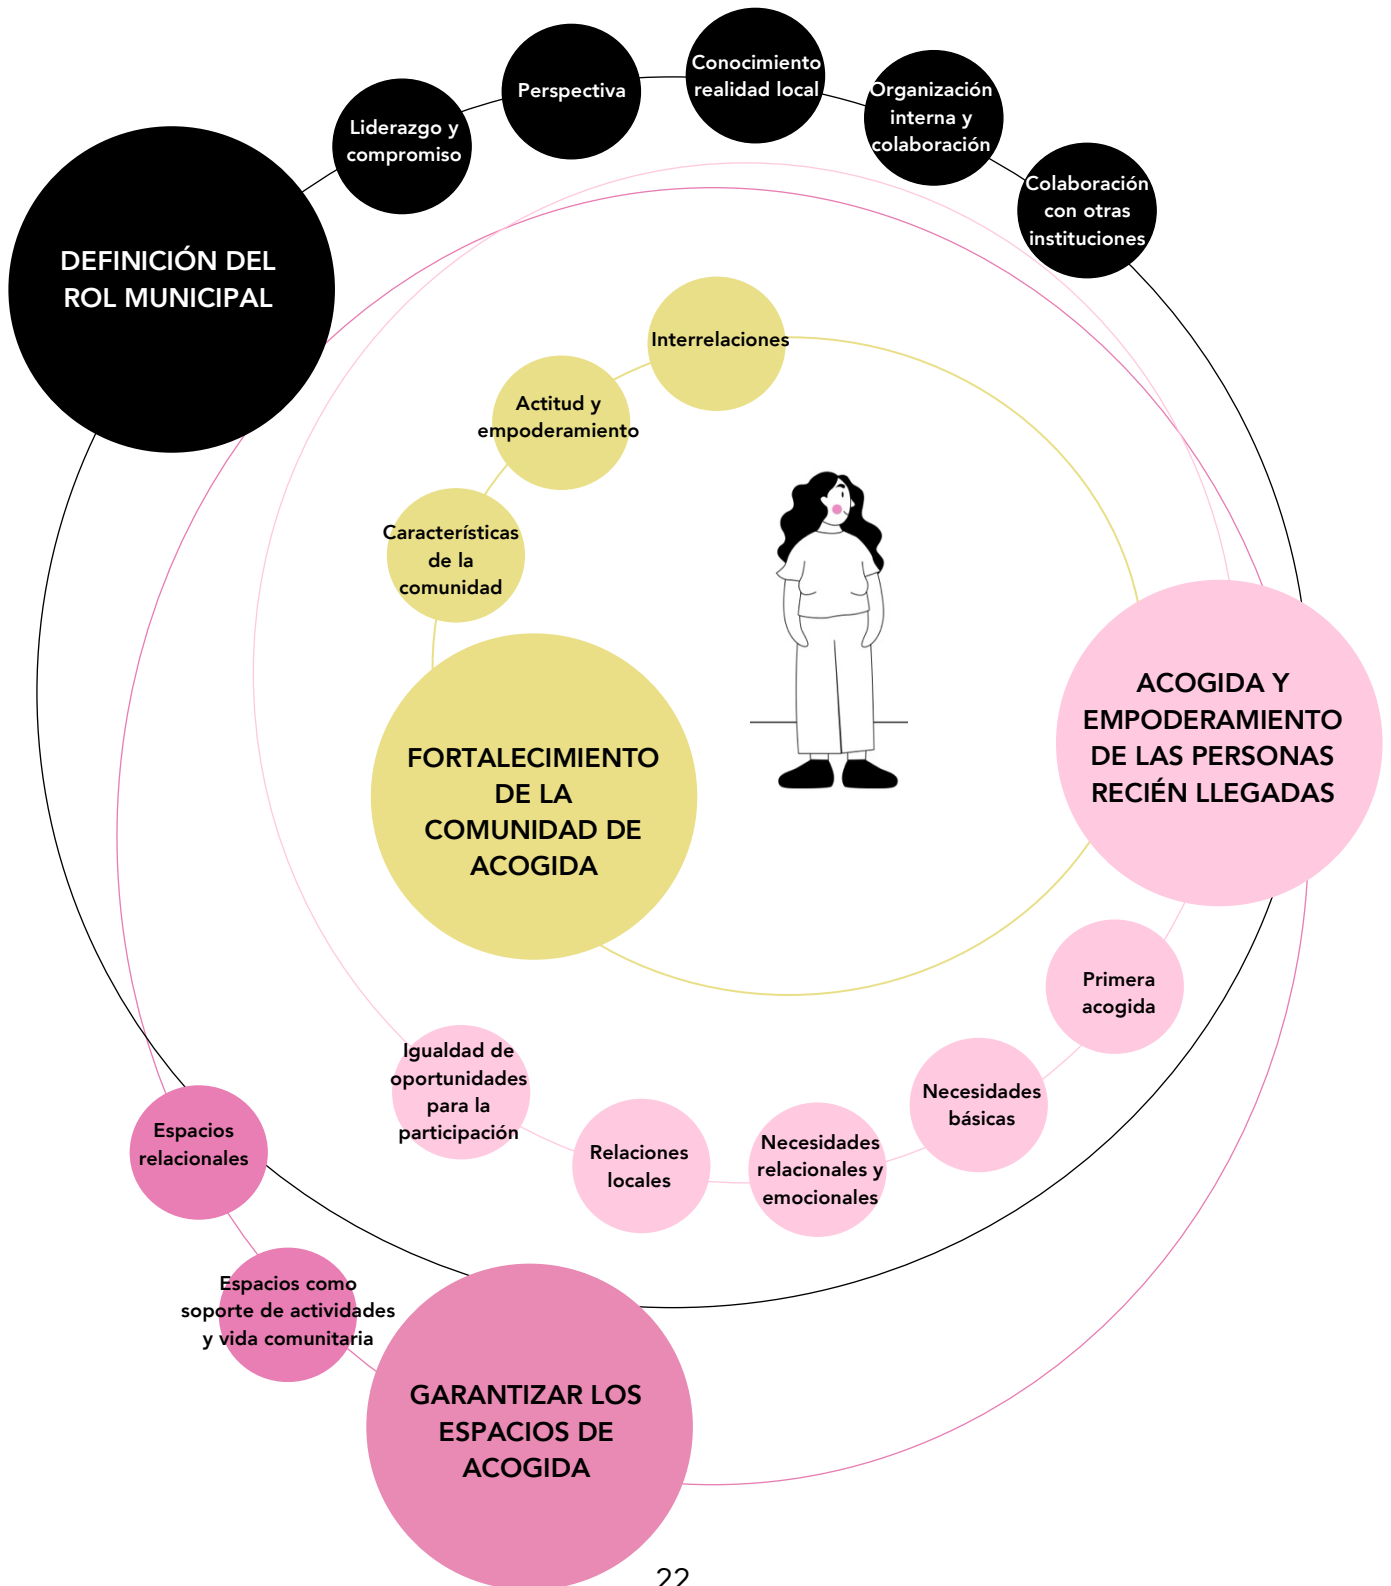 DEFINICIÓN DEL
ROL MUNICIPAL
Liderazgo y
compromiso
Perspectiva
Conocimiento
realidad local
Organización
interna y
colaboración
Colaboración
con otras
instituciones
Interrelaciones
Actitud y
empoderamiento
Características
de la
comunidad
FORTALECIMIENTO
DE LA
COMUNIDAD DE
ACOGIDA
ACOGIDA Y
EMPODERAMIENTO
DE LAS PERSONAS
RECIÉN LLEGADAS
Primera
acogida
Necesidades
básicas
Necesidades
relacionales y
emocionales
Relaciones
locales
Igualdad de
oportunidades
para la
participación
Espacios
relacionales
Espacios como
soporte de actividades
y vida comunitaria
GARANTIZAR LOS
ESPACIOS DE
ACOGIDA
22